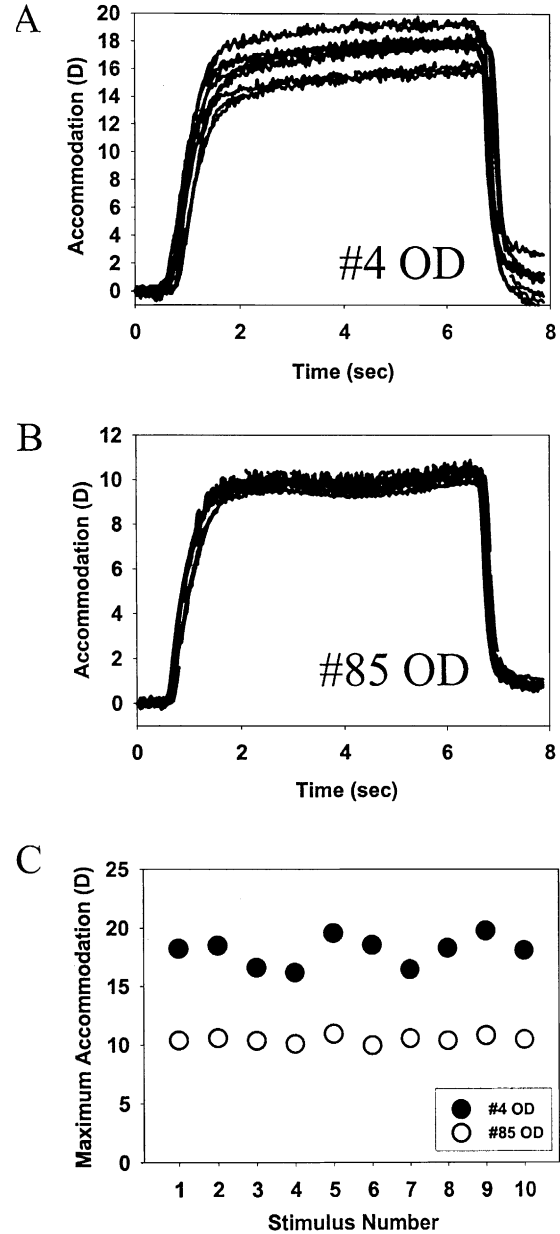 A
Accommodation (D)
20
18
16
14
12
10
8
6
4
2
0
#4 OD
0 2 4 6 8
Time (sec)
B
Accommodation (D)
12
10
8
6
4
2
0
#85 OD
0 2 4 6 8
Time (sec)
C
Maximum Accommodation (D)
25
20
15
10
5
0
#4 OD
#85 OD
1 2 3 4 5 6 7 8 9 10
Stimulus Number